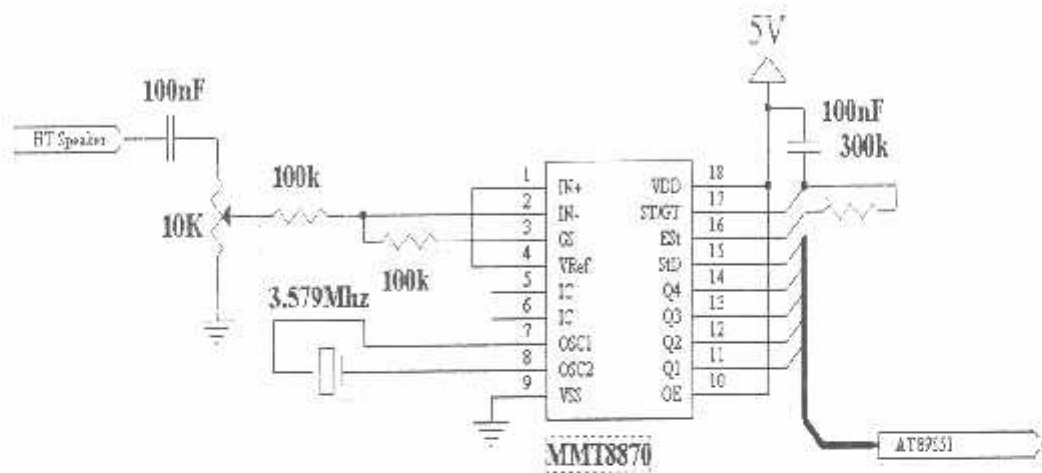 5V
100nF
100nF
300k
HT Speaker
10K
100k
100k
3.579Mhz
1 IN+ VDD 18
2 IN- ST/GT 17
3 GS ESt 16
4 VRef StD 15
5 IC Q4 14
6 IC Q3 13
7 OSC1 Q2 12
8 OSC2 Q1 11
9 VSS OE 10
MMT8870